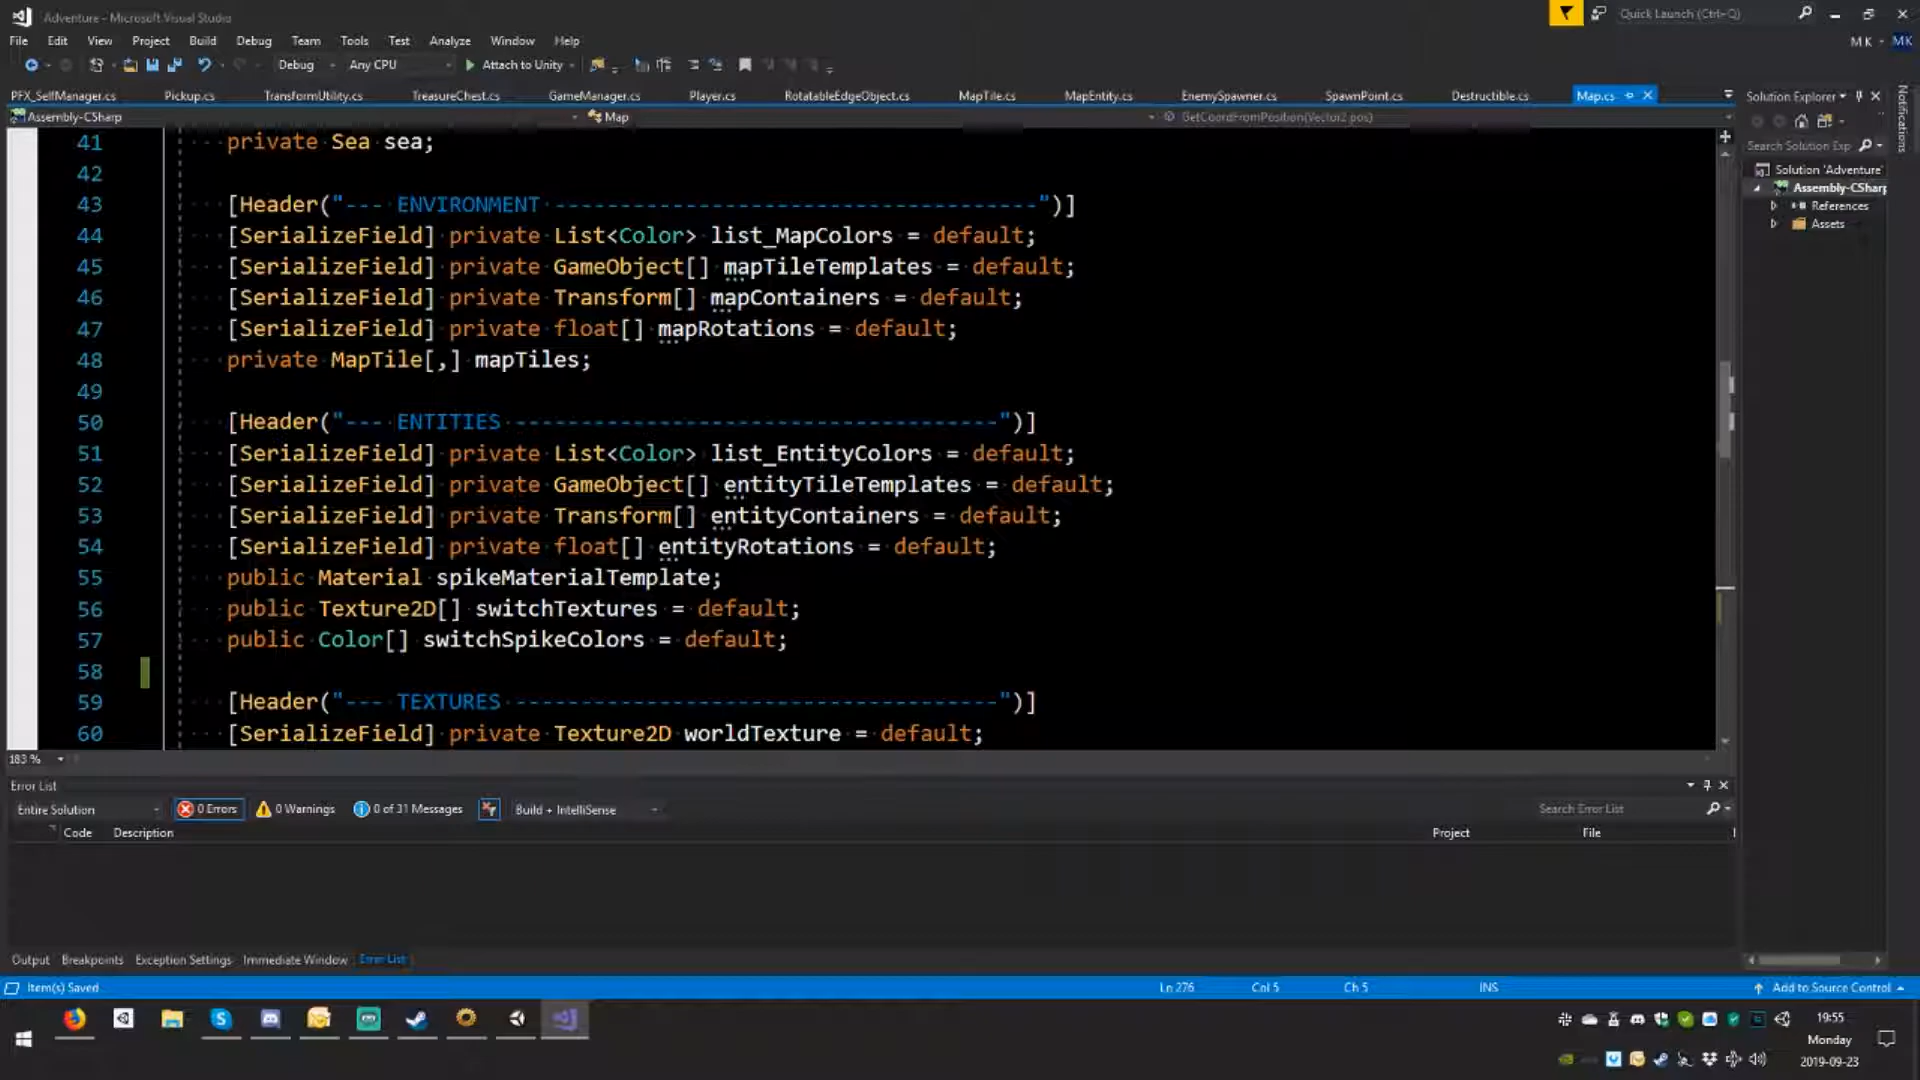 Adventure - Microsoft Visual Studio
Quick Launch (Ctrl+Q)
File Edit View Project Build Debug Team Tools Test Analyze Window Help
MK MK
Debug Any CPU Attach to Unity
PFX_SelfManager.cs Pickup.cs TransformUtility.cs TreasureChest.cs GameManager.cs Player.cs RotatableEdgeObject.cs MapTile.cs MapEntity.cs EnemySpawner.cs SpawnPoint.cs Destructible.cs Map.cs
Assembly-CSharp Map GetCoordFromPosition(Vector2 pos)
41 private Sea sea;
42
43 [Header("--- ENVIRONMENT -------------------------------------")]
44 [SerializeField] private List<Color> list_MapColors = default;
45 [SerializeField] private GameObject[] mapTileTemplates = default;
46 [SerializeField] private Transform[] mapContainers = default;
47 [SerializeField] private float[] mapRotations = default;
48 private MapTile[,] mapTiles;
49
50 [Header("--- ENTITIES -------------------------------------")]
51 [SerializeField] private List<Color> list_EntityColors = default;
52 [SerializeField] private GameObject[] entityTileTemplates = default;
53 [SerializeField] private Transform[] entityContainers = default;
54 [SerializeField] private float[] entityRotations = default;
55 public Material spikeMaterialTemplate;
56 public Texture2D[] switchTextures = default;
57 public Color[] switchSpikeColors = default;
58
59 [Header("--- TEXTURES -------------------------------------")]
60 [SerializeField] private Texture2D worldTexture = default;
183 %
Solution Explorer
Search Solution Exp
Solution 'Adventure'
Assembly-CSharp
References
Assets
Notifications
Error List
Entire Solution 0 Errors 0 Warnings 0 of 31 Messages Build + IntelliSense Search Error List
Code Description Project File
Output Breakpoints Exception Settings Immediate Window Error List
Item(s) Saved Ln 276 Col 5 Ch 5 INS Add to Source Control
19:55
Monday
2019-09-23